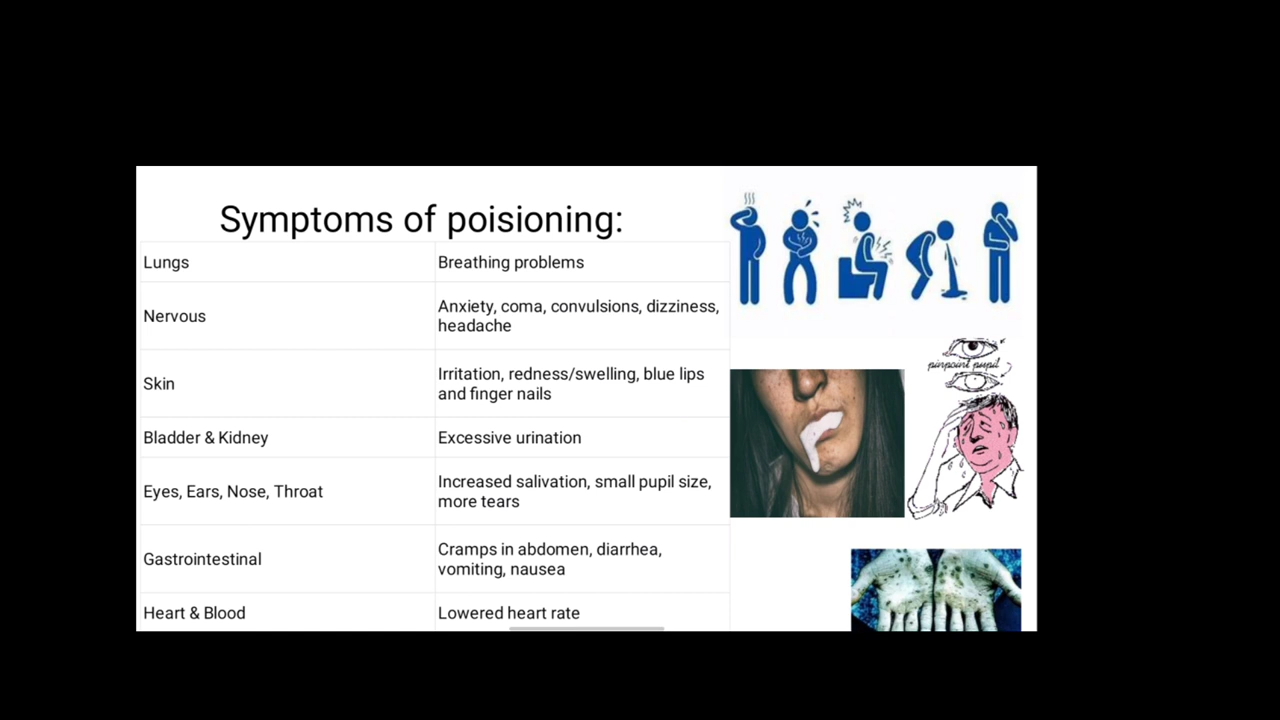 Symptoms of poisioning:
Lungs
Breathing problems
Nervous
Anxiety, coma, convulsions, dizziness,
headache
Skin
Irritation, redness/swelling, blue lips
and finger nails
Bladder & Kidney
Excessive urination
Eyes, Ears, Nose, Throat
Increased salivation, small pupil size,
more tears
Gastrointestinal
Cramps in abdomen, diarrhea,
vomiting, nausea
Heart & Blood
Lowered heart rate
pinpoint pupil